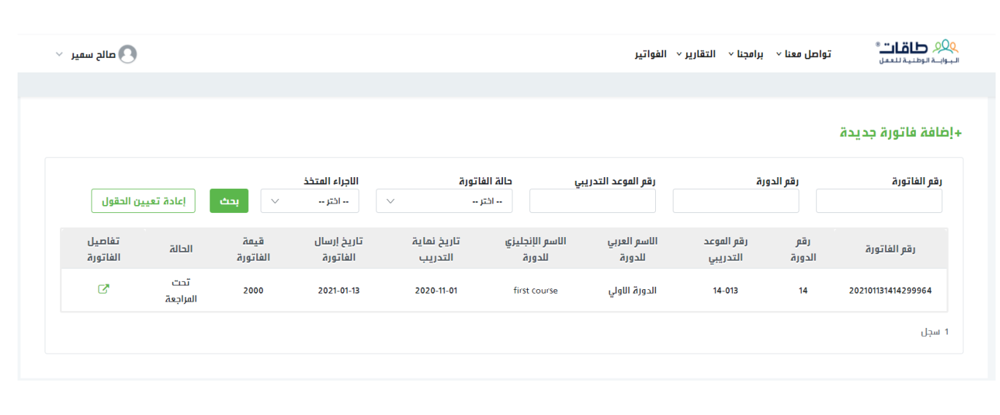 طاقات®
البوابة الوطنية للعمل
تواصل معنا
برامجنا
التقارير
الفواتير
صالح سمير
+إضافة فاتورة جديدة
رقم الفاتورة
رقم الدورة
رقم الموعد التدريبي
حالة الفاتورة
الاجراء المتخذ
-- اختر --
-- اختر --
بحث
إعادة تعيين الحقول
رقم الفاتورة
رقم
الدورة
رقم الموعد
التدريبي
الاسم العربي
للدورة
الاسم الإنجليزي
للدورة
تاريخ نهاية
التدريب
تاريخ إرسال
الفاتورة
قيمة
الفاتورة
الحالة
تفاصيل
الفاتورة
202101131414299964
14
14-013
الدورة الاولي
first course
2020-11-01
2021-01-13
2000
تحت
المراجعة
1 سجل